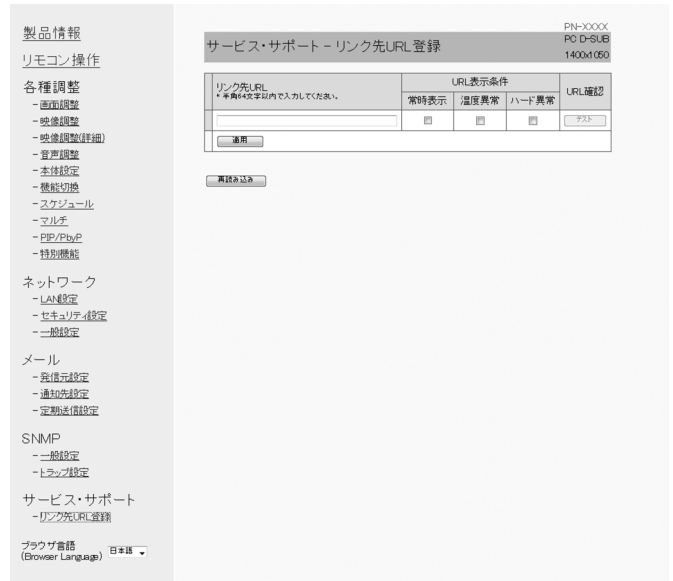 製品情報
リモコン操作
各種調整
－画面調整
－映像調整
－映像調整(詳細)
－音声調整
－本体設定
－機能切換
－スケジュール
－マルチ
－PIP/PbyP
－特別機能
ネットワーク
－LAN設定
－セキュリティ設定
－一般設定
メール
－発信元設定
－通知先設定
－定期送信設定
SNMP
－一般設定
－トラップ設定
サービス・サポート
－リンク先URL登録
ブラウザ言語
(Browser Language) 日本語
PN-XXXX
サービス・サポート － リンク先URL登録
PC D-SUB
1400x1050
リンク先URL
* 半角64文字以内で入力してください。
URL表示条件
常時表示 温度異常 ハード異常
URL確認
テスト
適用
再読み込み